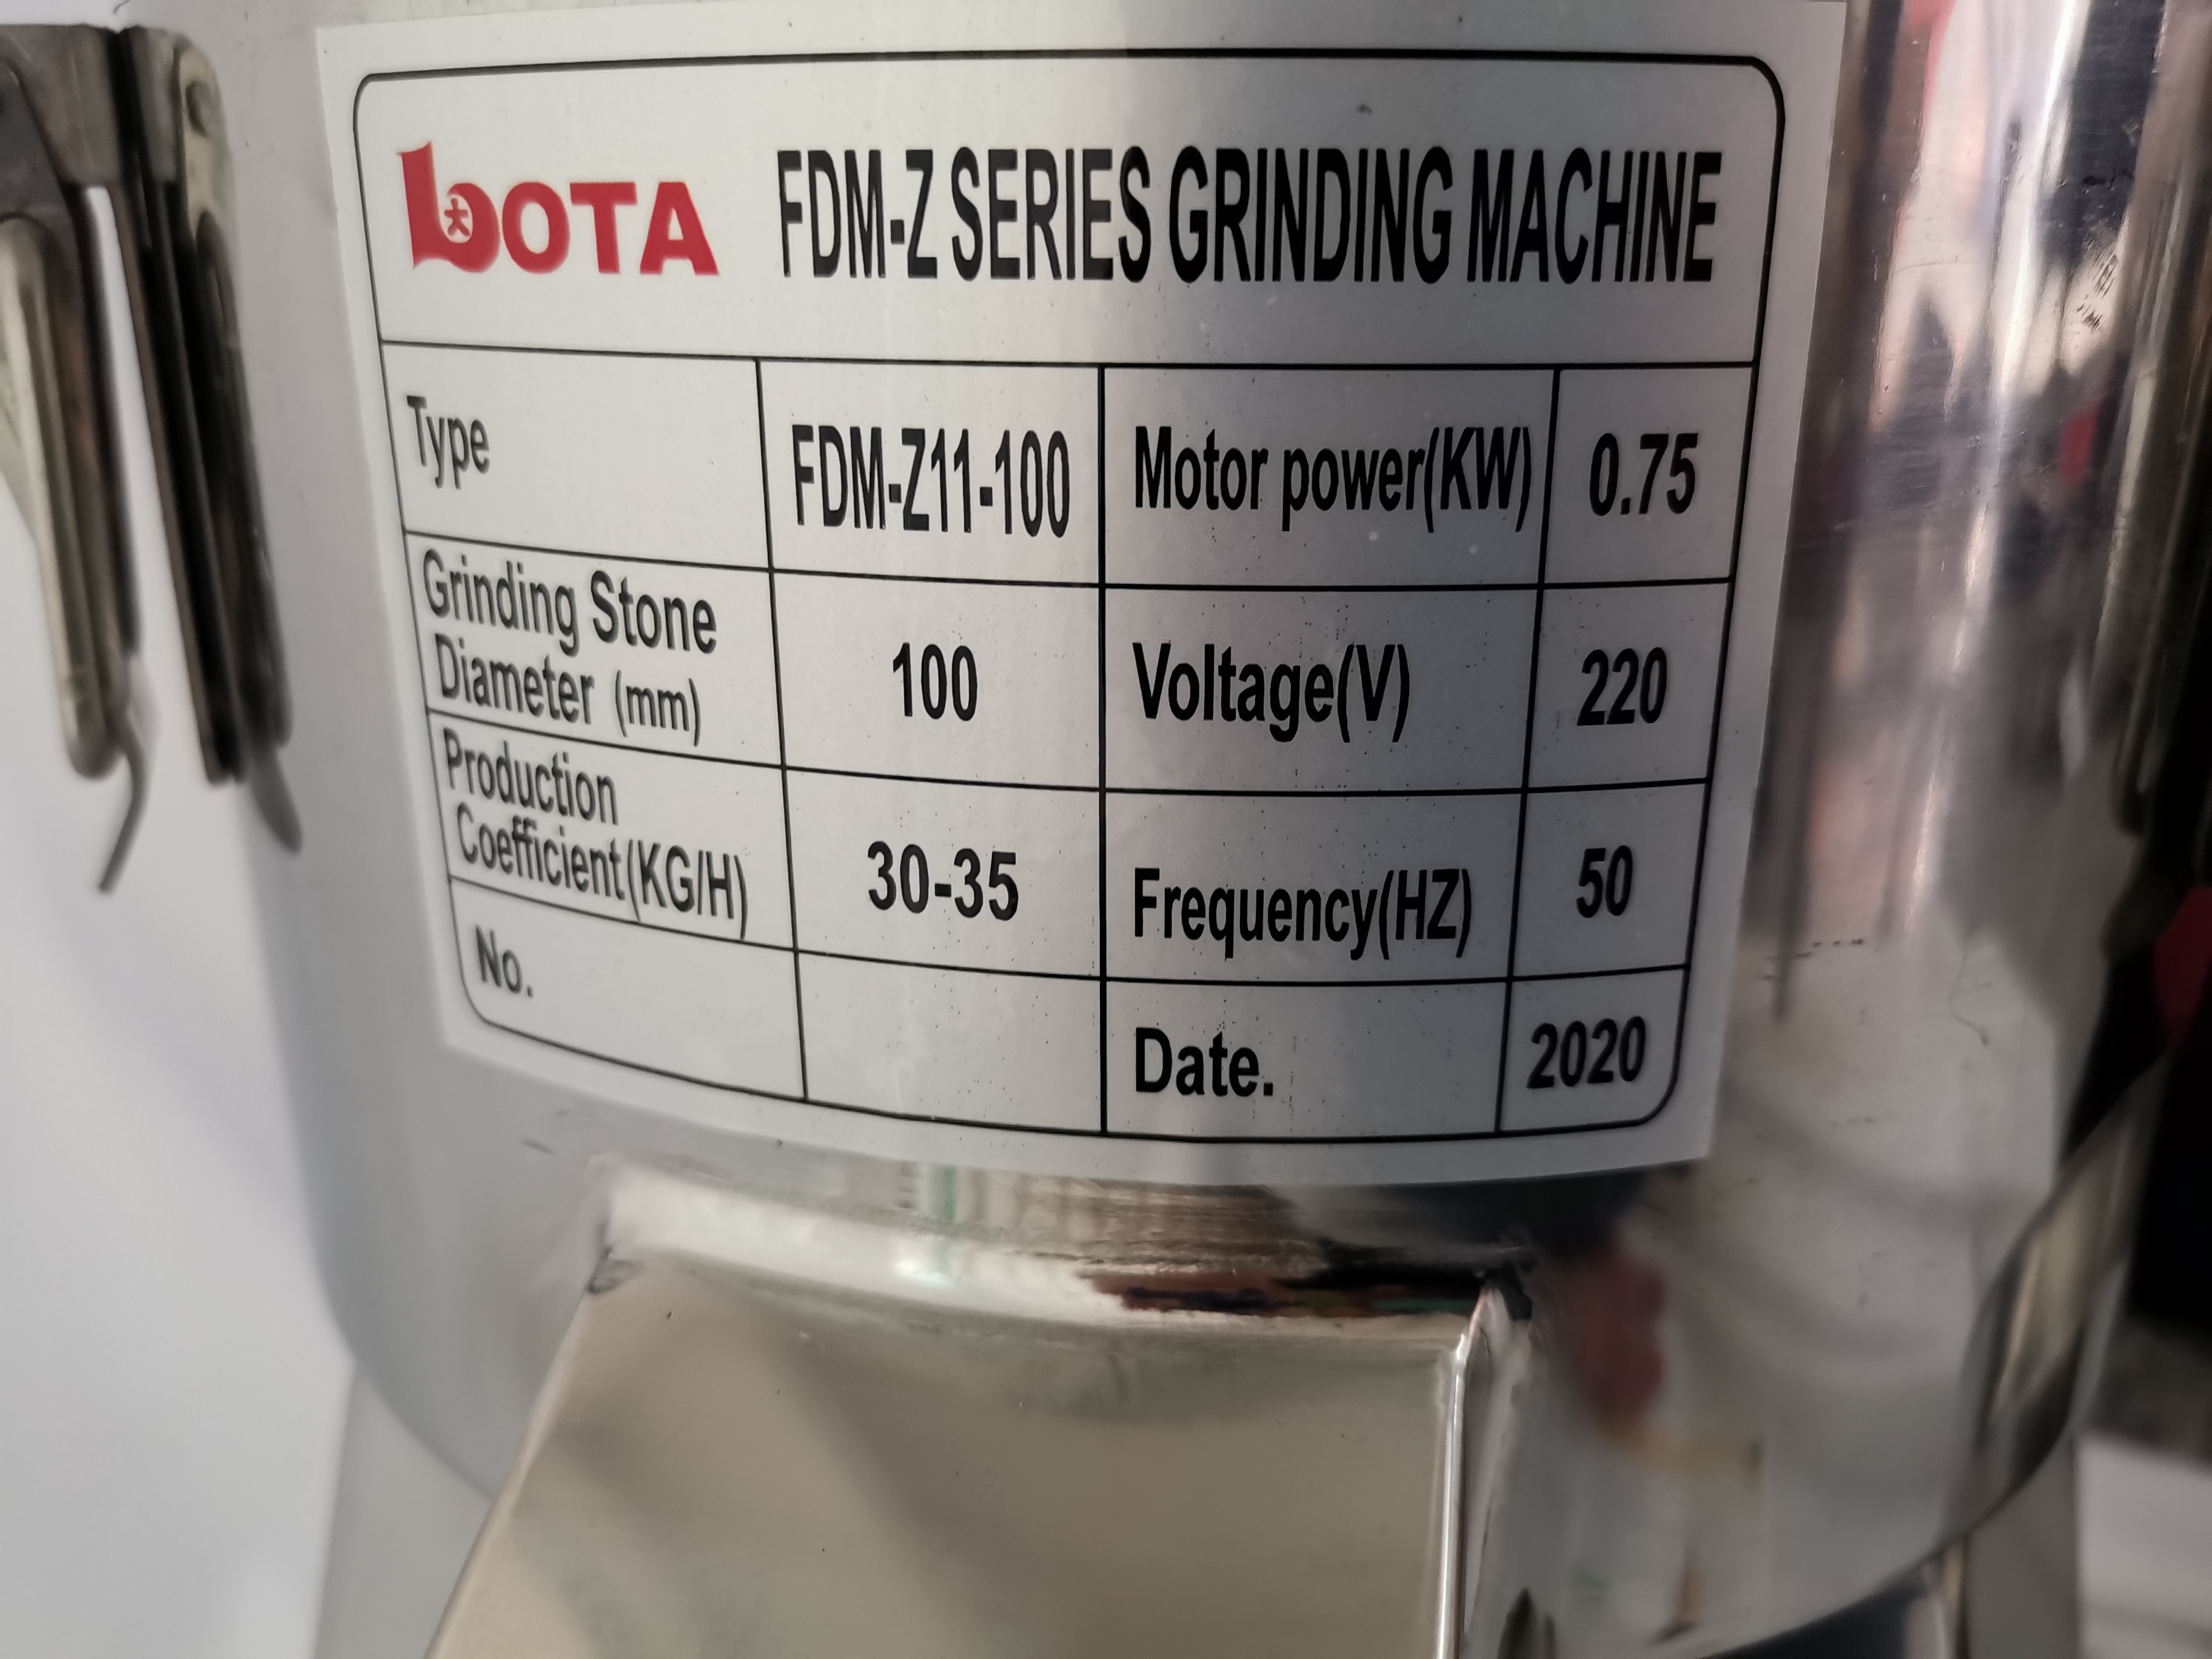 bOTA FDM-Z SERIES GRINDING MACHINE
Type FDM-Z11-100 Motor power(KW) 0.75
Grinding Stone
Diameter (mm) 100 Voltage(V) 220
Production
Coefficient(KG/H) 30-35 Frequency(HZ) 50
No. Date. 2020